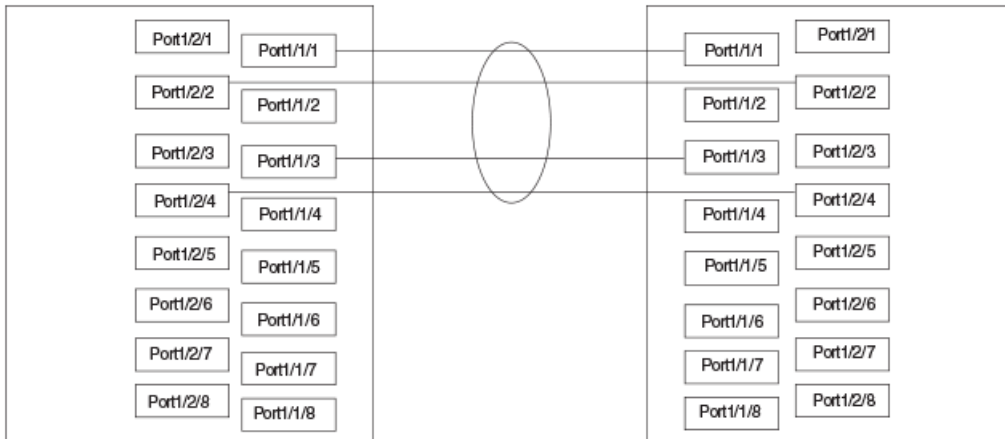 Port1/2/1
Port1/1/1
Port1/1/1
Port1/2/1
Port1/2/2
Port1/1/2
Port1/1/2
Port1/2/2
Port1/2/3
Port1/1/3
Port1/1/3
Port1/2/3
Port1/2/4
Port1/1/4
Port1/1/4
Port1/2/4
Port1/2/5
Port1/1/5
Port1/1/5
Port1/2/5
Port1/2/6
Port1/1/6
Port1/1/6
Port1/2/6
Port1/2/7
Port1/1/7
Port1/1/7
Port1/2/7
Port1/2/8
Port1/1/8
Port1/1/8
Port1/2/8